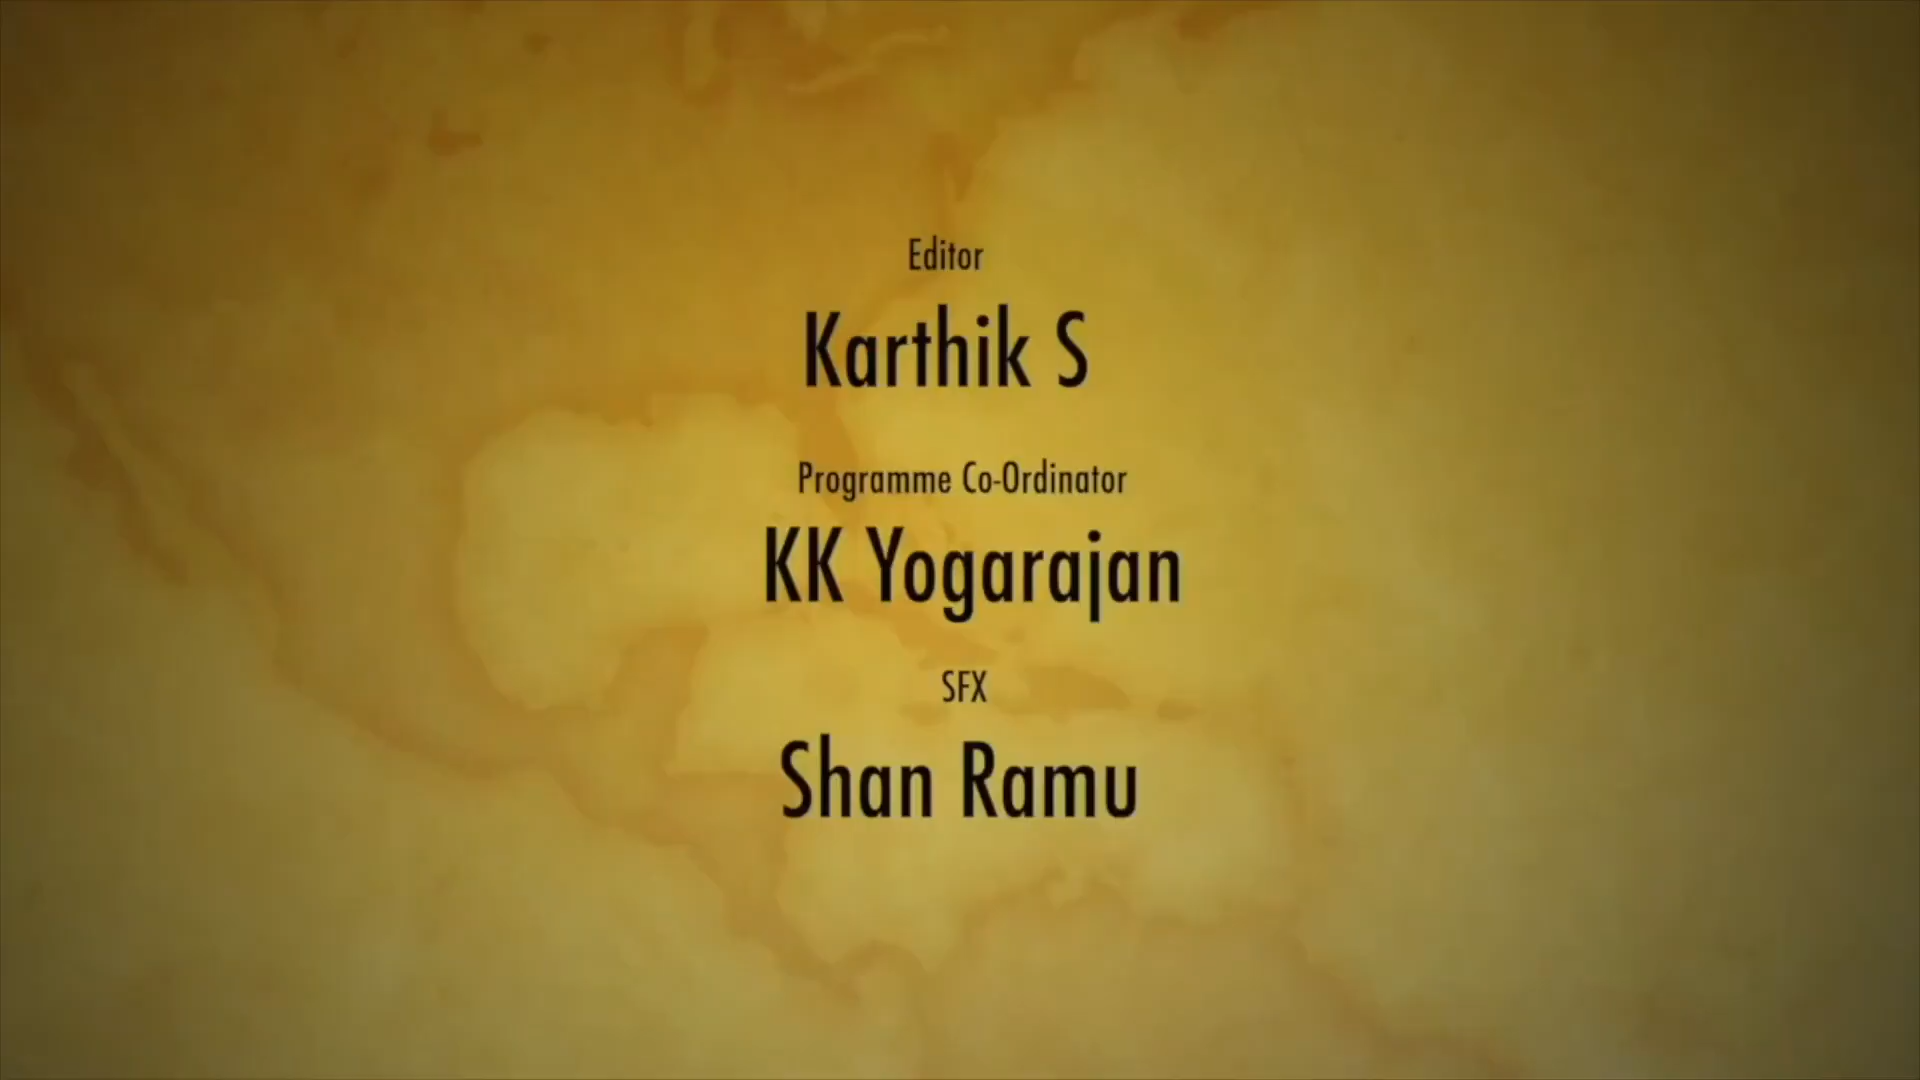 Editor
Karthik S
Programme Co-Ordinator
KK Yogarajan
SFX
Shan Ramu